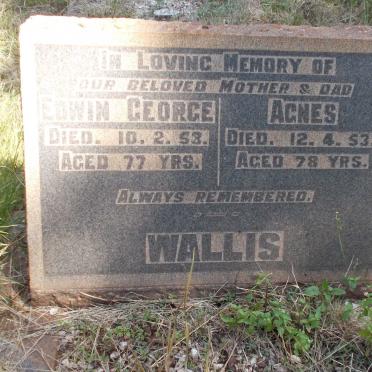 IN LOVING MEMORY OF
OUR BELOVED MOTHER & DAD
EDWIN GEORGE
DIED. 10. 2. 53.
AGED 77 YRS.
AGNES
DIED. 12. 4. 53
AGED 78 YRS.
ALWAYS REMEMBERED.
WALLIS